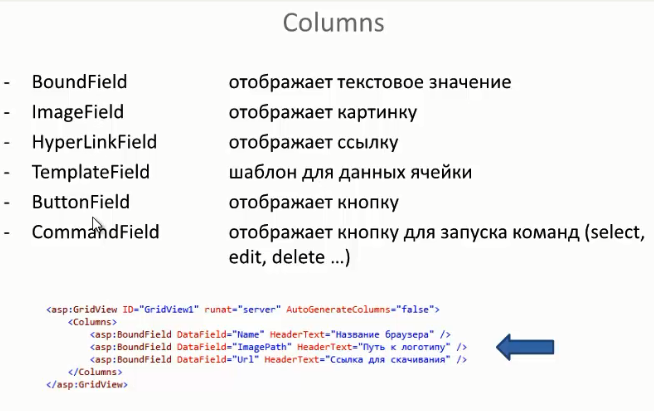 Columns
- BoundField отображает текстовое значение
- ImageField отображает картинку
- HyperLinkField отображает ссылку
- TemplateField шаблон для данных ячейки
- ButtonField отображает кнопку
- CommandField отображает кнопку для запуска команд (select,
edit, delete ...)
<asp:GridView ID="GridView1" runat="server" AutoGenerateColumns="false">
<Columns>
<asp:BoundField DataField="Name" HeaderText="Название браузера" />
<asp:BoundField DataField="ImagePath" HeaderText="Путь к логотипу" />
<asp:BoundField DataField="Url" HeaderText="Ссылка для скачивания" />
</Columns>
</asp:GridView>